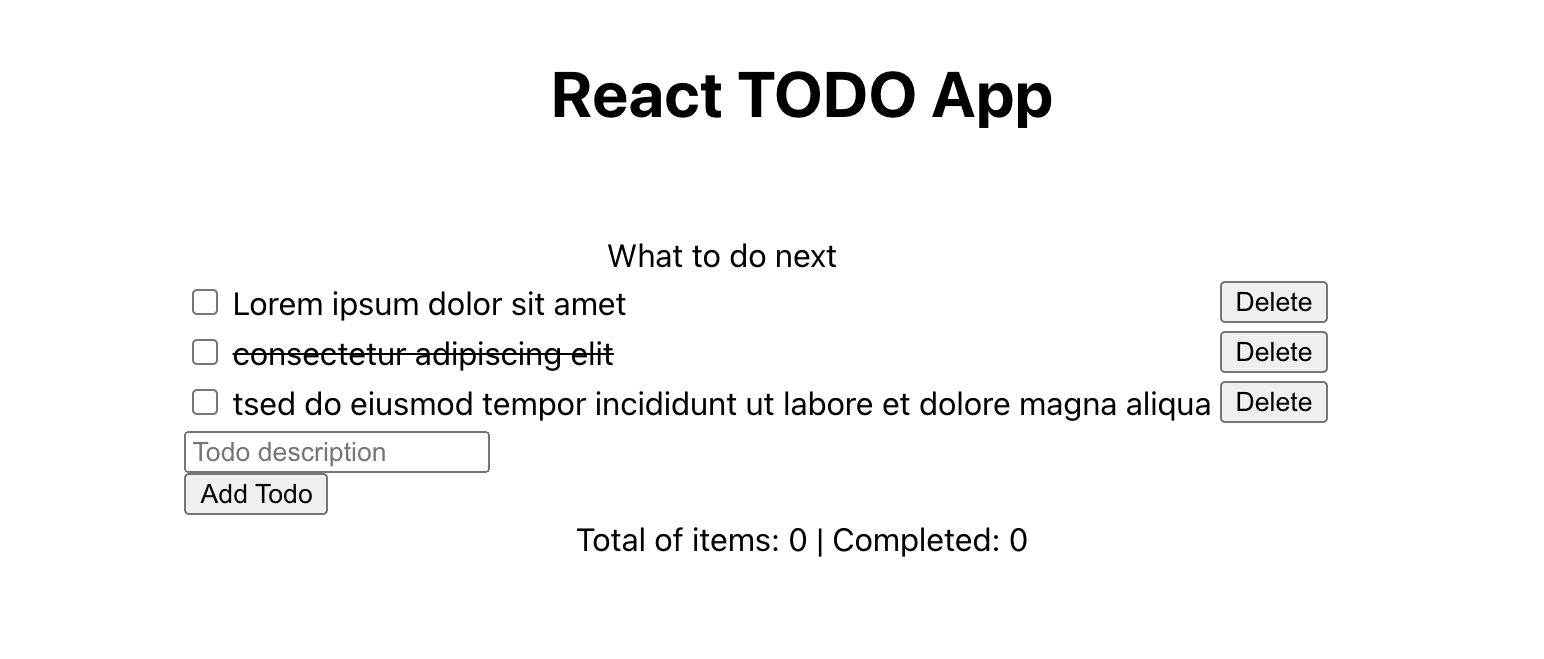 React TODO App
What to do next
Lorem ipsum dolor sit amet Delete
consectetur adipiscing elit Delete
tsed do eiusmod tempor incididunt ut labore et dolore magna aliqua Delete
Todo description
Add Todo
Total of items: 0 | Completed: 0